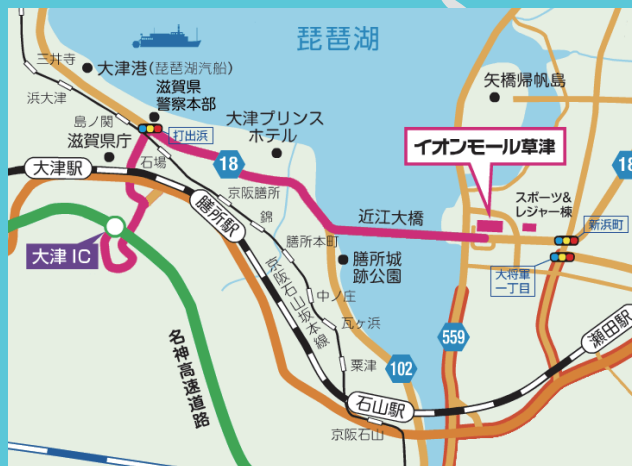 琵琶湖
三井寺
大津港(琵琶湖汽船)
浜大津
滋賀県
警察本部
島ノ関
打出浜
滋賀県庁
大津プリンス
ホテル
矢橋帰帆島
イオンモール草津
大津駅
石場
18
京阪膳所
錦
近江大橋
スポーツ&
レジャー棟
18
新浜町
膳所駅
膳所本町
大津IC
膳所城
跡公園
大将軍
一丁目
京阪石山坂本線
中ノ庄
瓦ヶ浜
粟津
名神高速道路
102
559
瀬田駅
石山駅
京阪石山